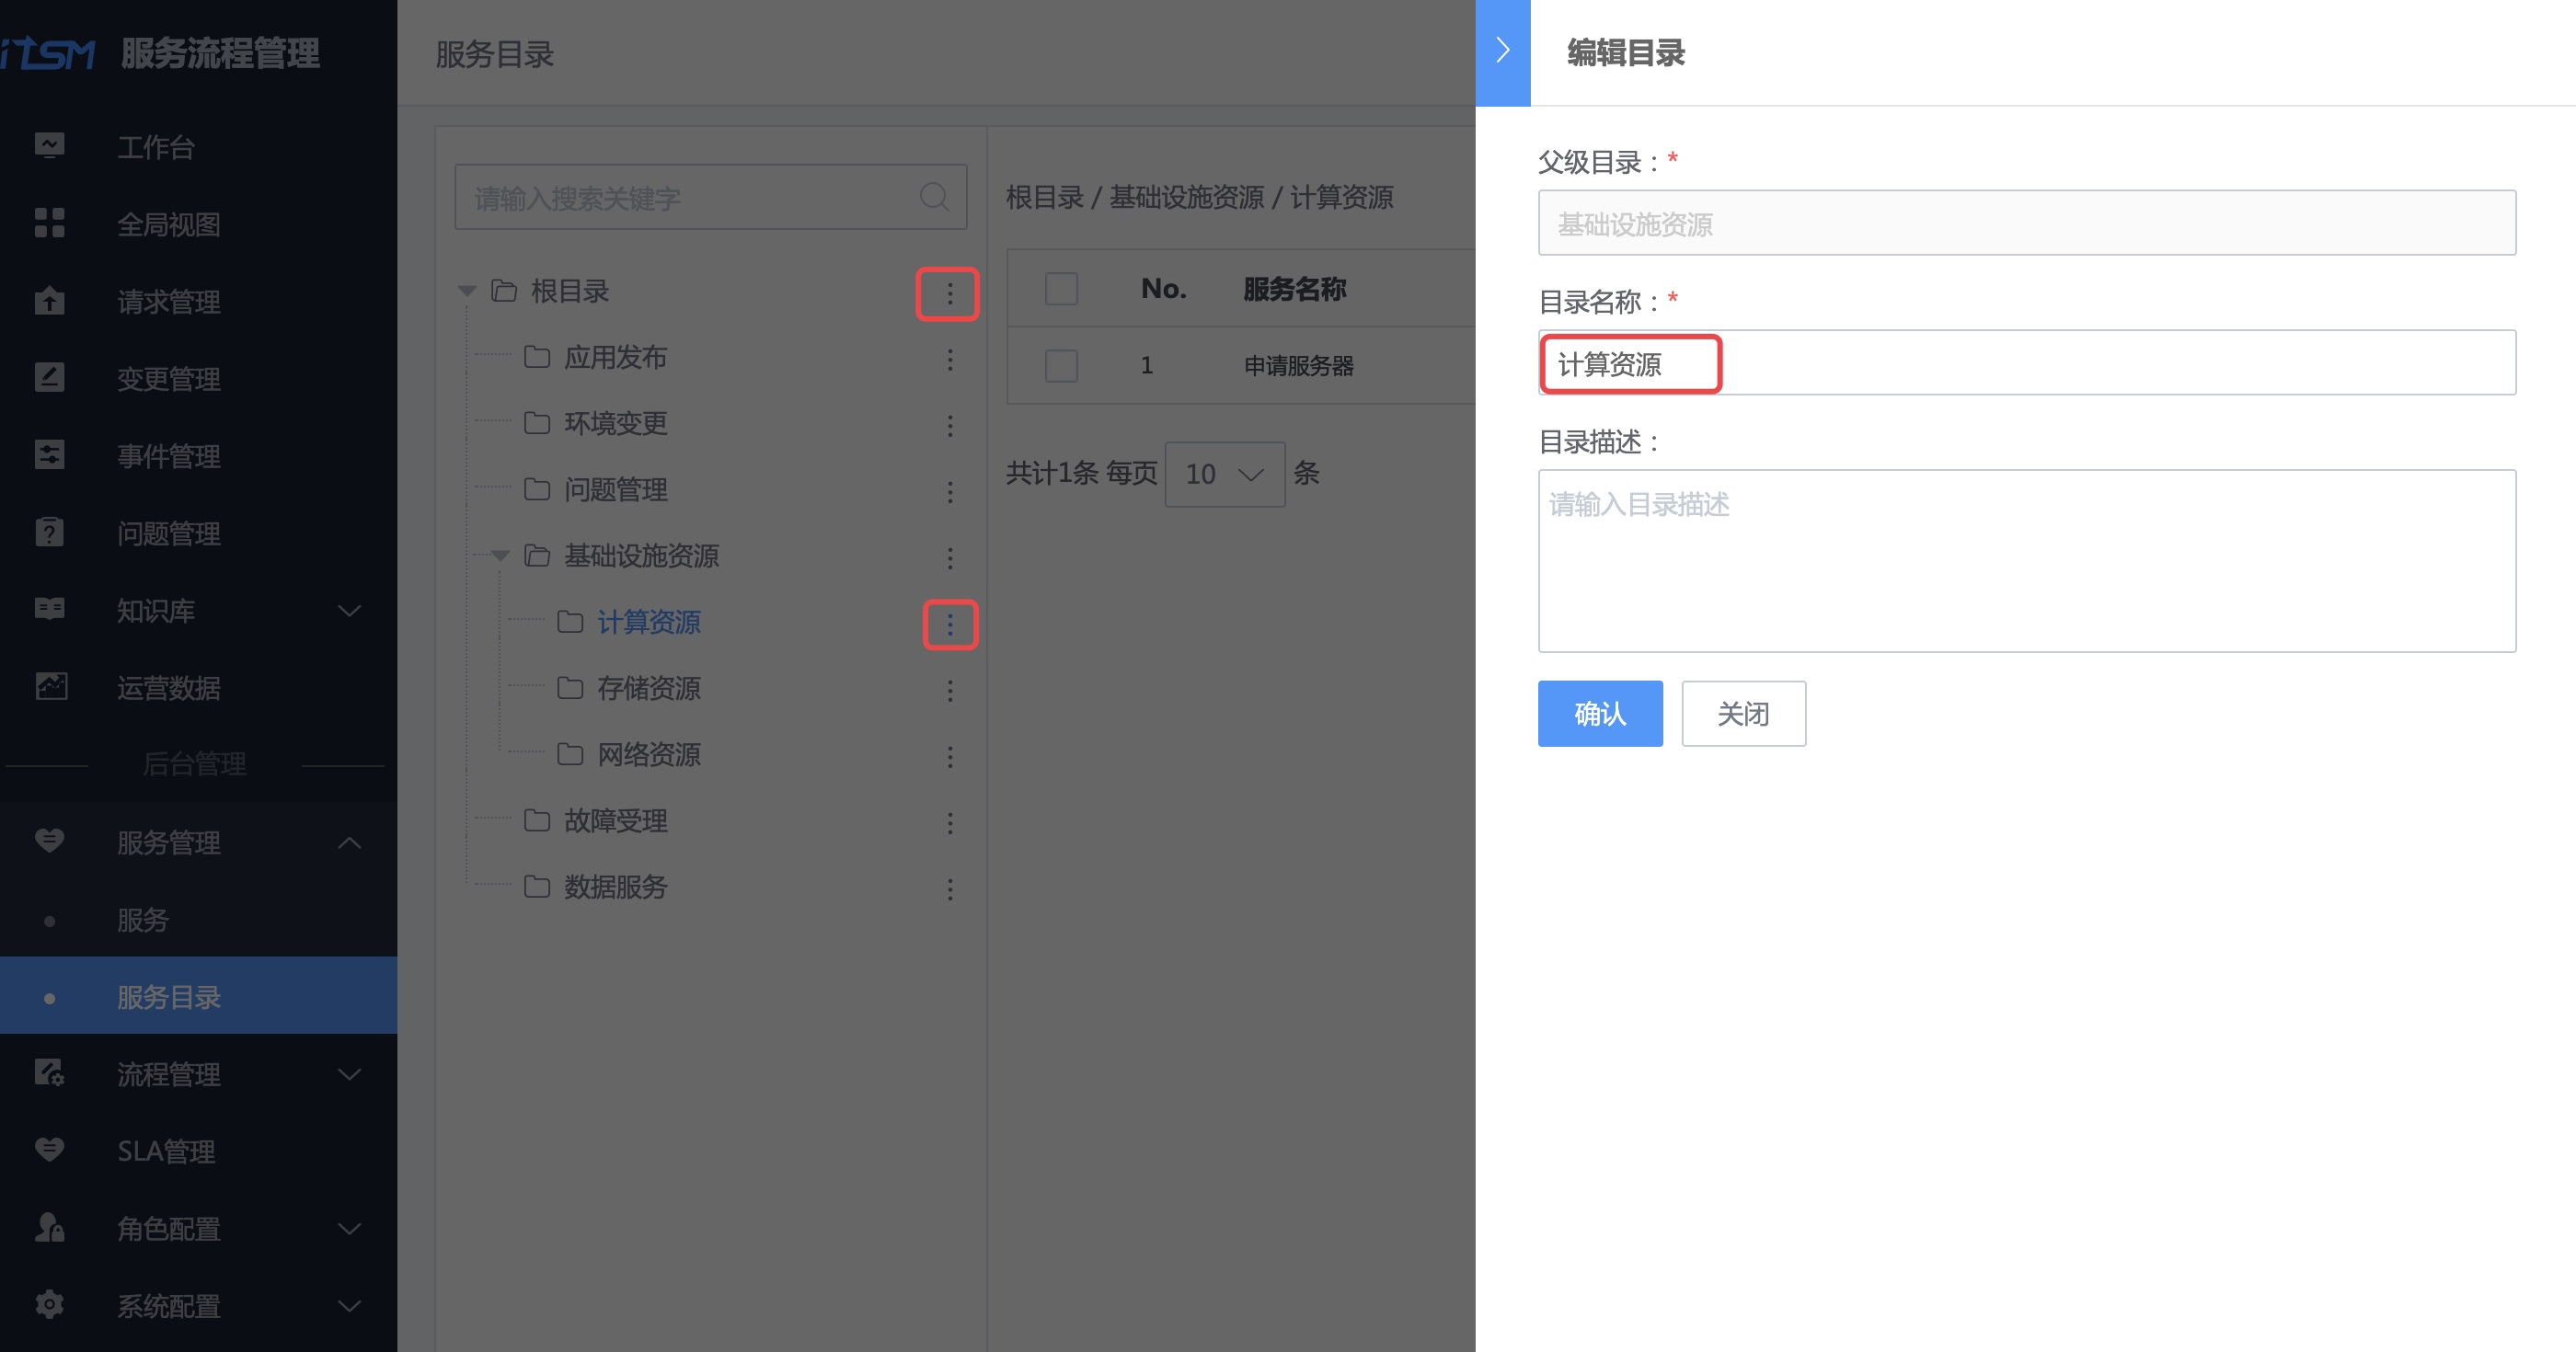 iTSM 服务流程管理
工作台
全局视图
请求管理
变更管理
事件管理
问题管理
知识库
运营数据
后台管理
服务管理
服务
服务目录
流程管理
SLA管理
角色配置
系统配置
服务目录
请输入搜索关键字
根目录
应用发布
环境变更
问题管理
基础设施资源
计算资源
存储资源
网络资源
故障受理
数据服务
根目录 / 基础设施资源 / 计算资源
No. 服务名称
1 申请服务器
共计1条 每页 10 条
编辑目录
父级目录：*
基础设施资源
目录名称：*
计算资源
目录描述：
请输入目录描述
确认 关闭